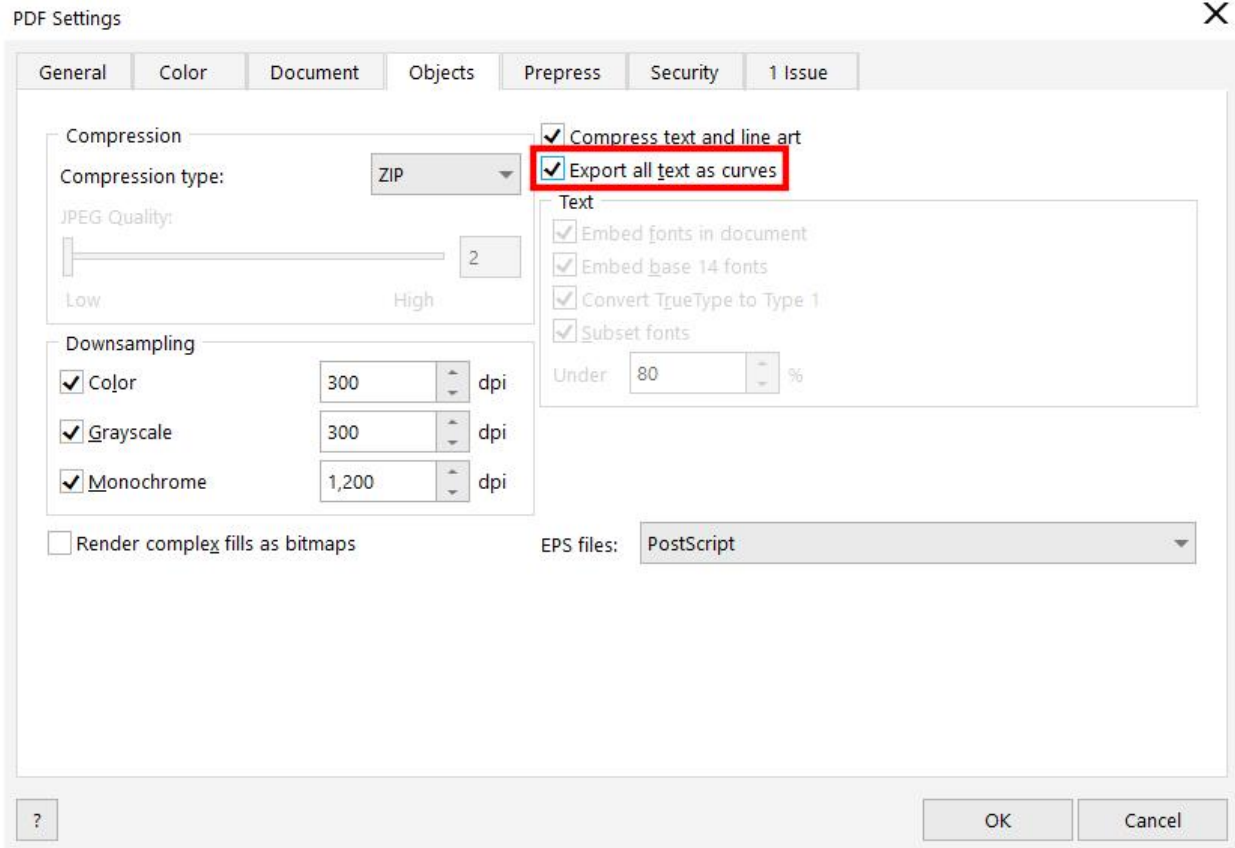 PDF Settings
General Color Document Objects Prepress Security 1 Issue
Compression
Compression type: ZIP
JPEG Quality:
2
Low High
Downsampling
Color 300 dpi
Grayscale 300 dpi
Monochrome 1,200 dpi
Render complex fills as bitmaps
Compress text and line art
Export all text as curves
Text
Embed fonts in document
Embed base 14 fonts
Convert TrueType to Type 1
Subset fonts
Under 80 %
EPS files: PostScript
? OK Cancel